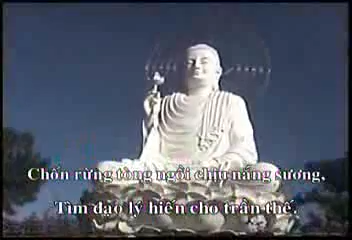 Chốn rừng tòng ngồi chịu nắng sương,
Tìm đạo lý hiến cho trần thế.